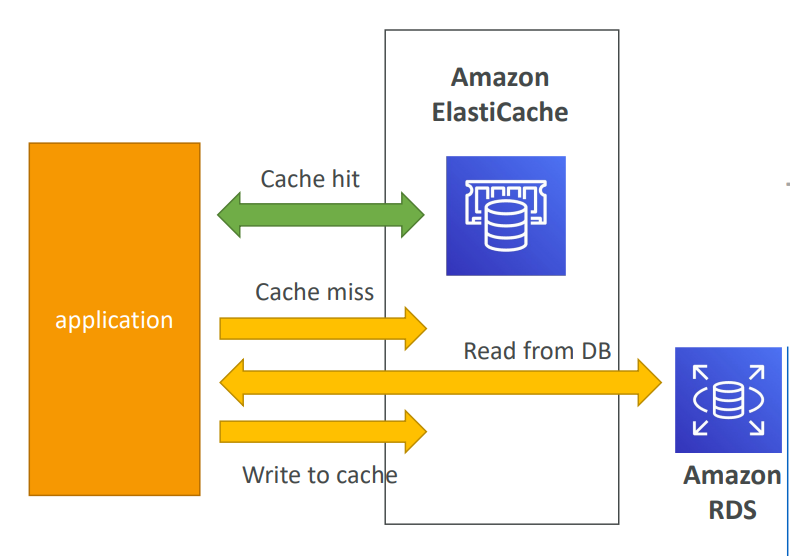 Amazon
ElastiCache
Cache hit
Cache miss
application
Read from DB
Write to cache
Amazon
RDS